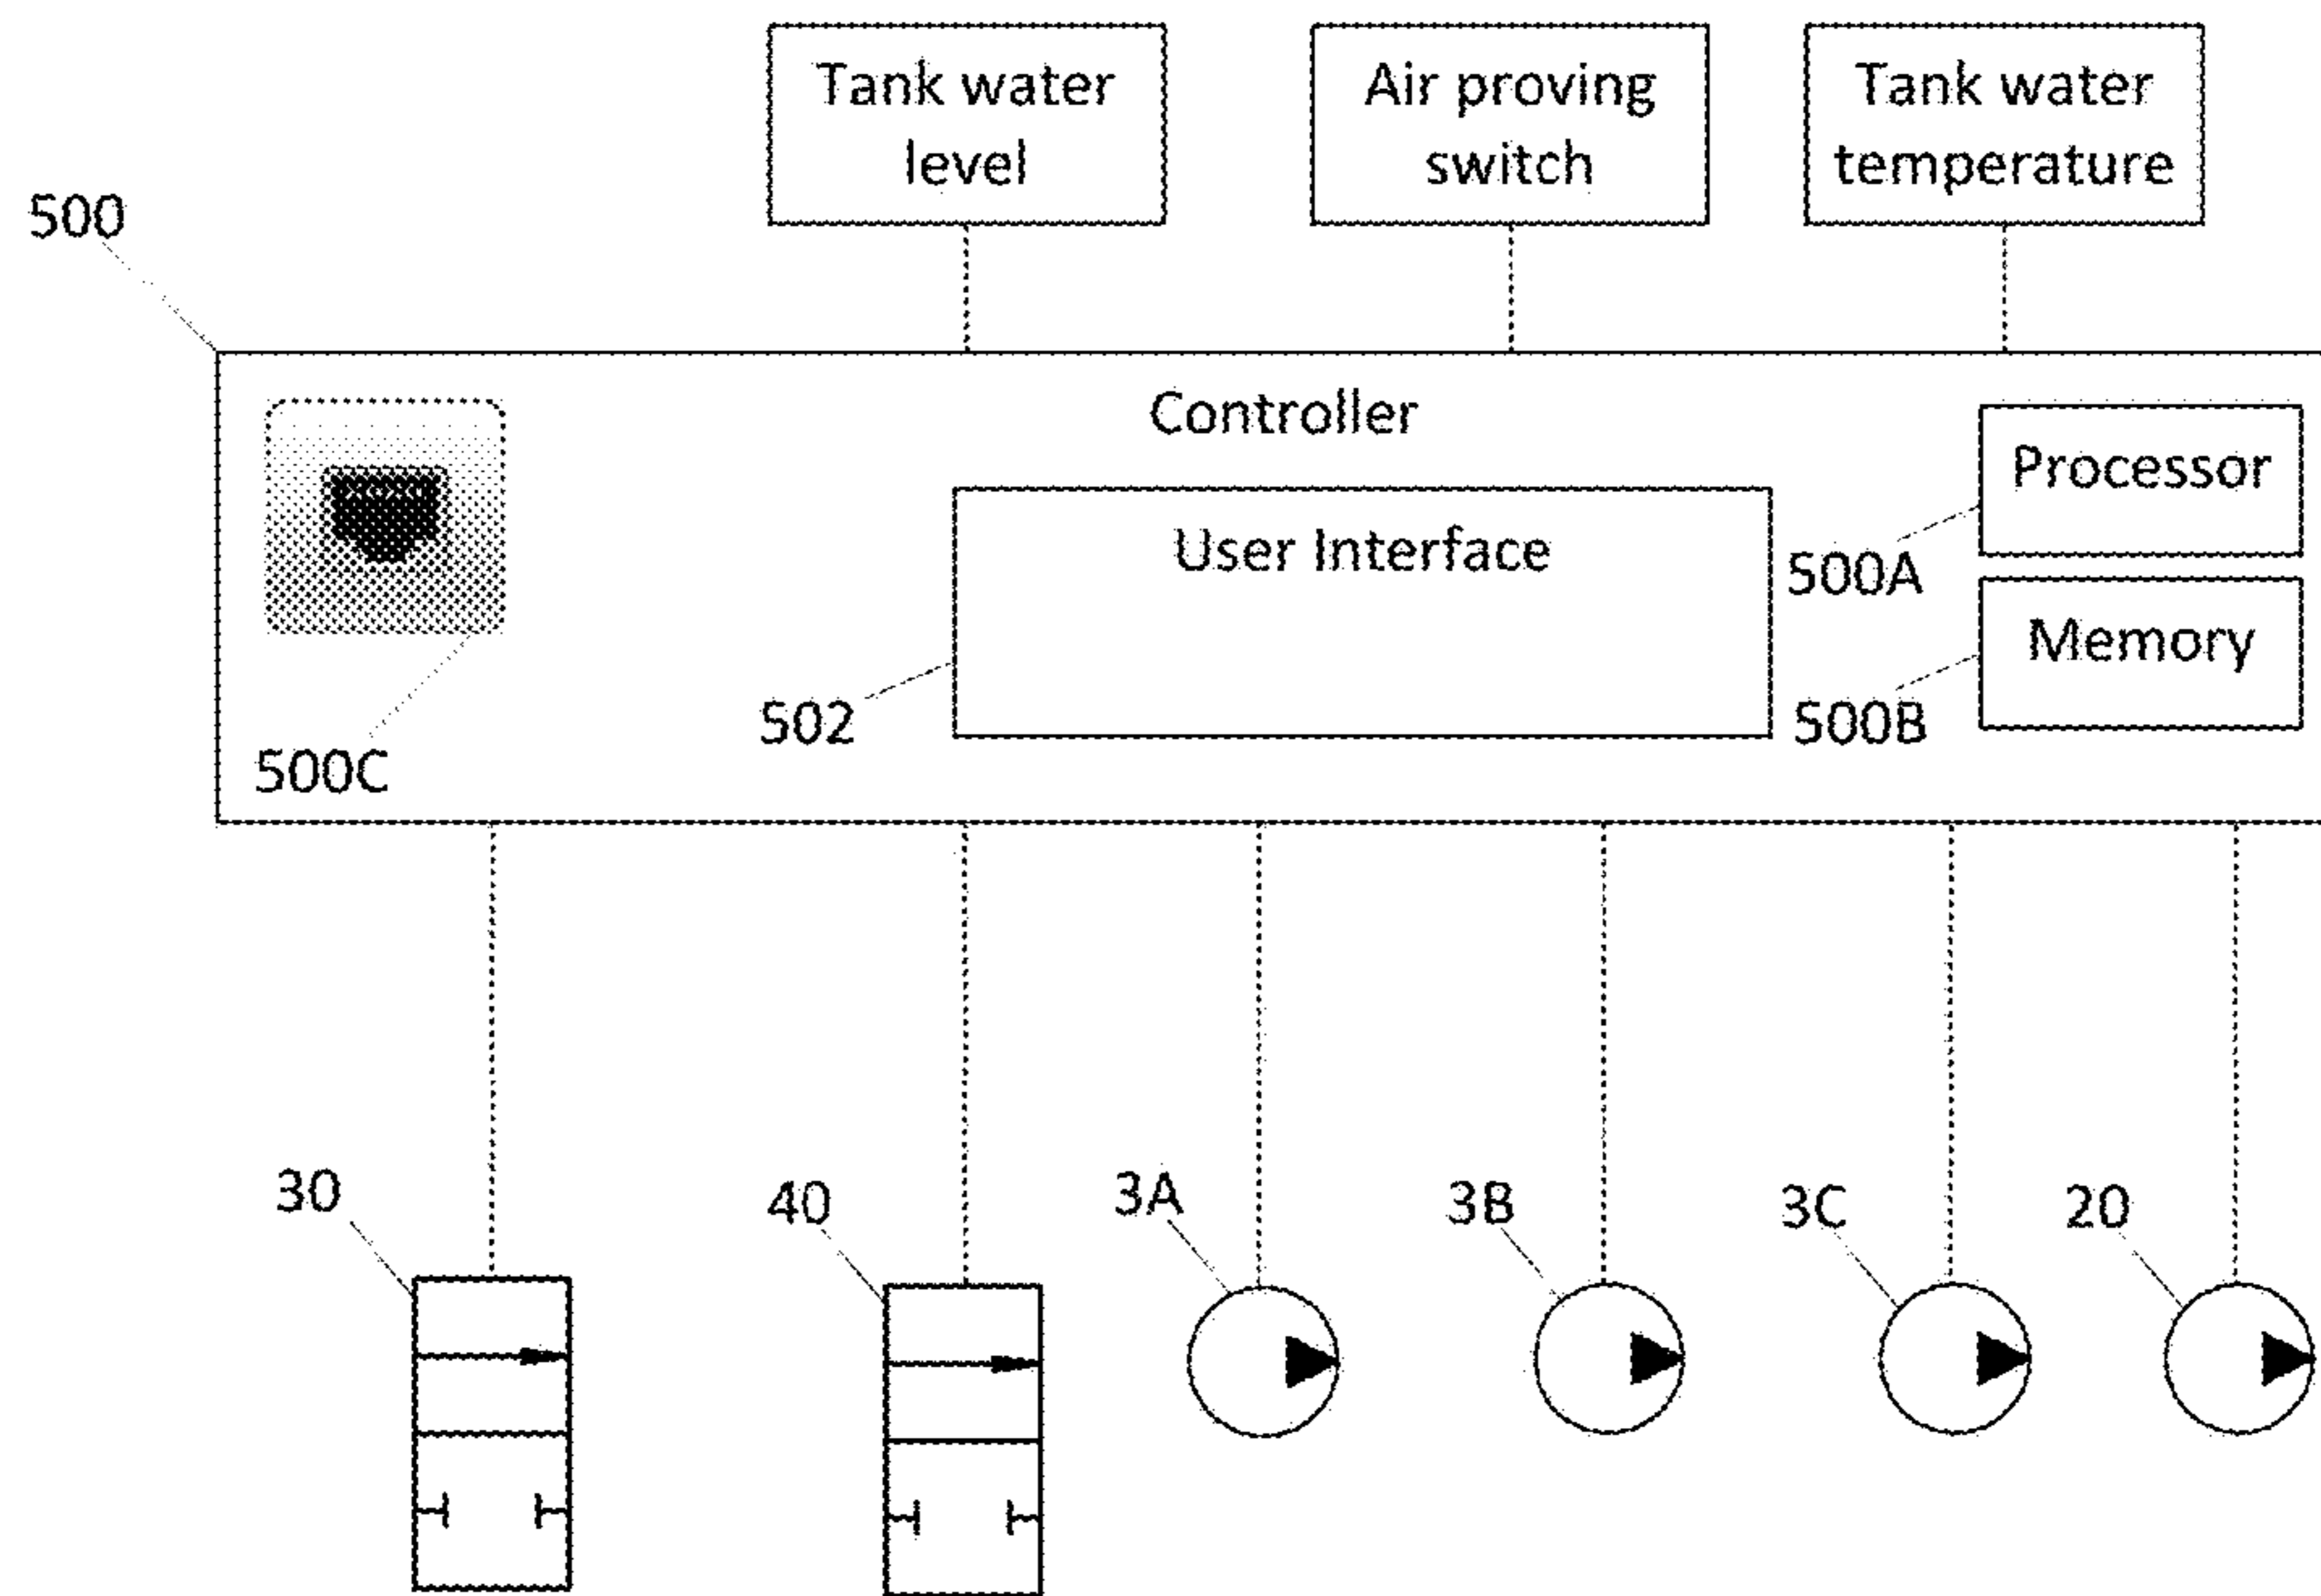 Tank water
level
Air proving
switch
Tank water
temperature
500
Controller
Processor
User Interface
500A
Memory
502
500B
500C
30
40
3A
3B
3C
20